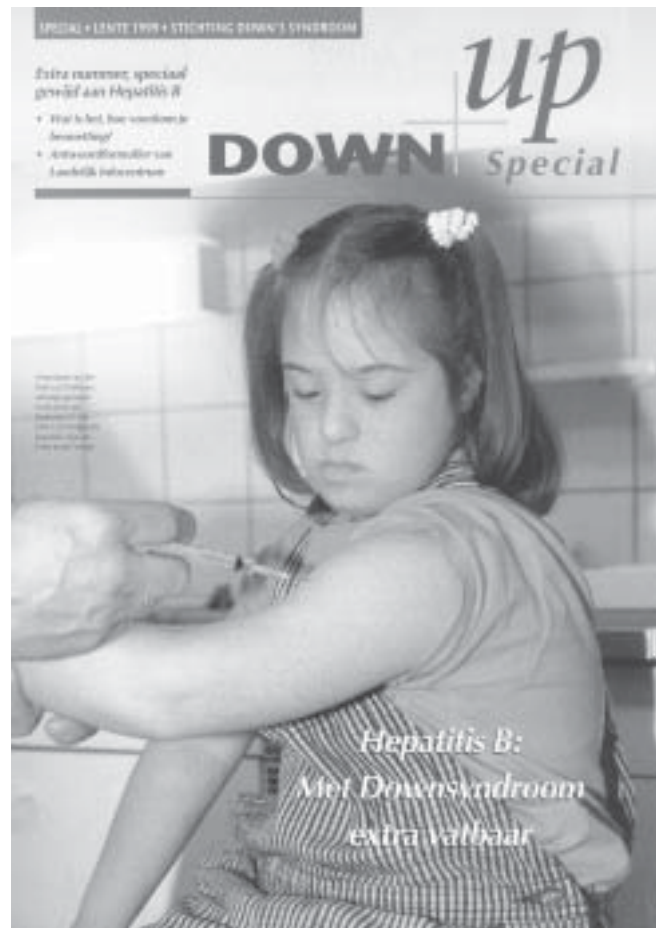 SPECIAL • LENTE 1999 • STICHTING DOWN'S SYNDROOM
Extra nummer, speciaal
gewijd aan Hepatitis B
• Wat is het, hoe voorkom je
besmetting?
• Antwoordformulier van
Landelijk Infocentrum
DOWN
up
Special
Hepatitis B:
Met Downsyndroom
extra vatbaar